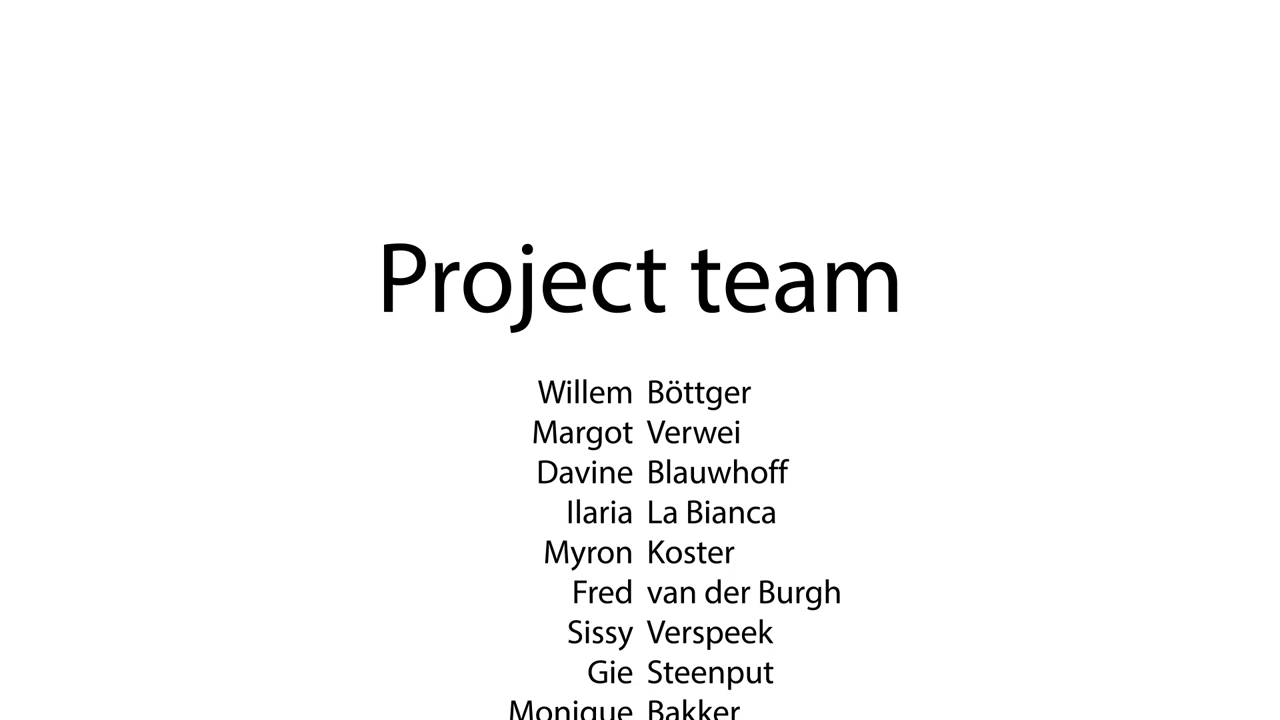 Project team
Willem Böttger
Margot Verwei
Davine Blauwhoff
Ilaria La Bianca
Myron Koster
Fred van der Burgh
Sissy Verspeek
Gie Steenput
Monique Bakker